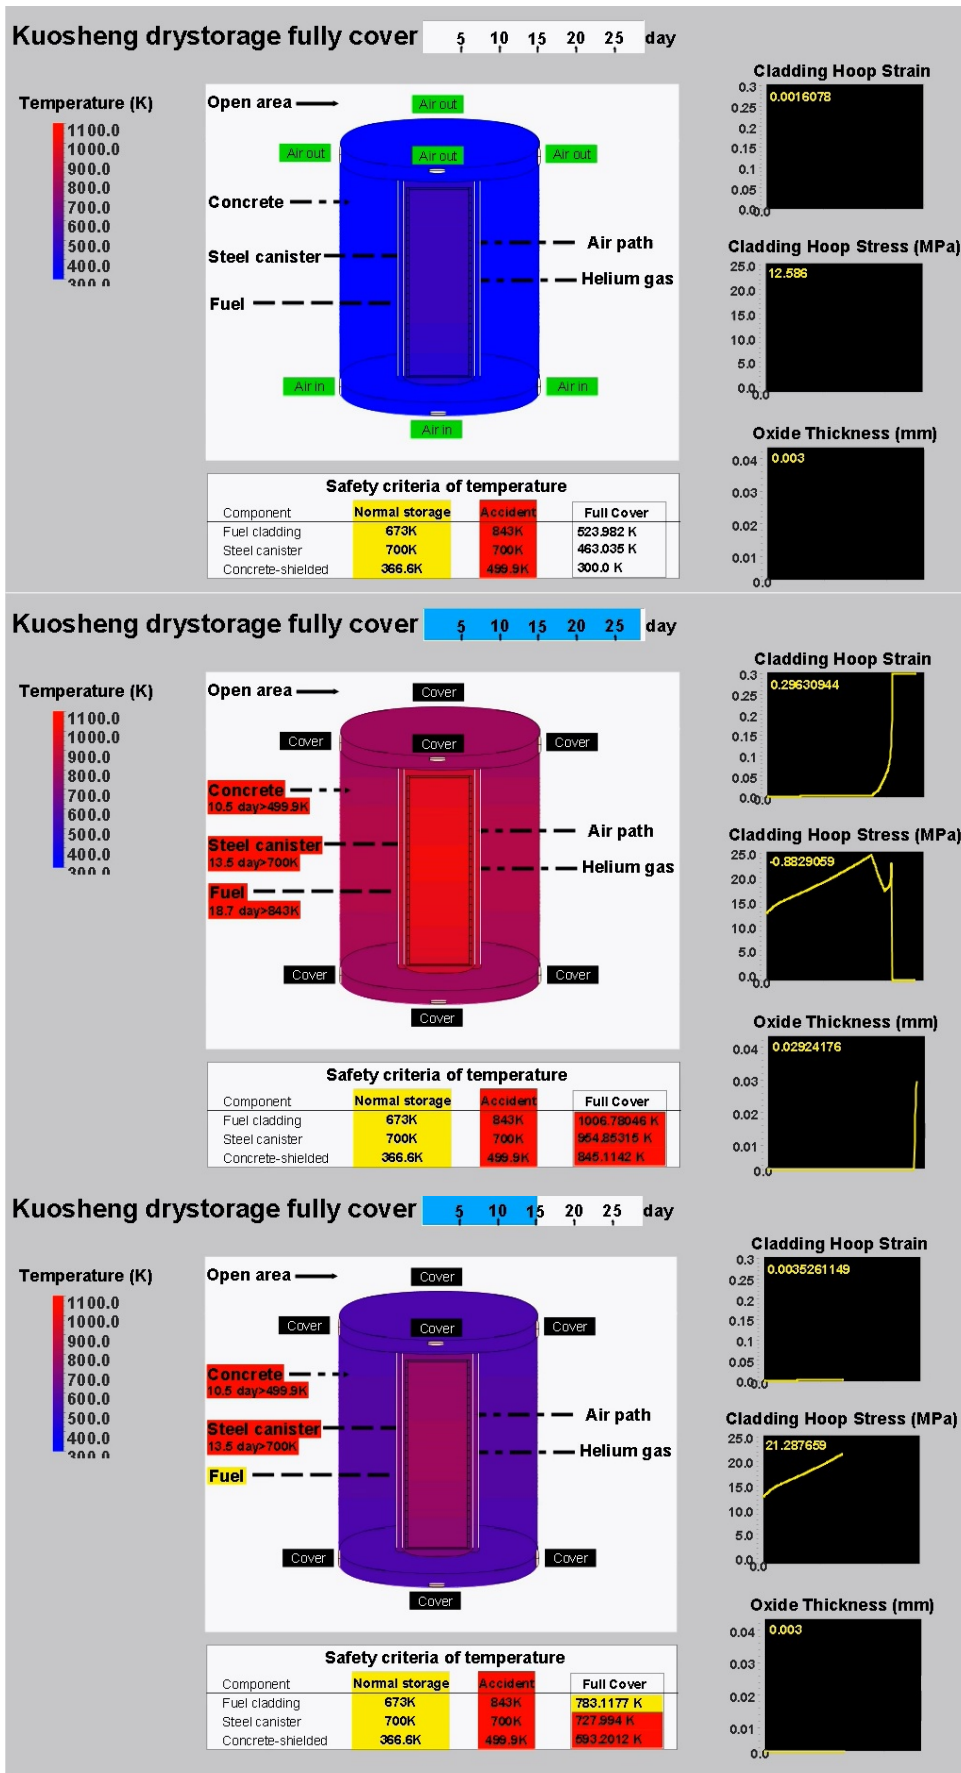 Kuosheng drystorage fully cover 5 10 15 20 25 day
Temperature (K)
1100.0
1000.0
900.0
800.0
700.0
600.0
500.0
400.0
300.0
Open area
Air out
Air out Air out Air out
Concrete
Steel canister
Fuel
Air path
Helium gas
Air in Air in
Air in
Cladding Hoop Strain
0.0016078
0.3
0.25
0.2
0.15
0.1
0.05
0.0
0.0
Cladding Hoop Stress (MPa)
12.586
25.0
20.0
15.0
10.0
5.0
0.0
0.0
Oxide Thickness (mm)
0.003
0.04
0.03
0.02
0.01
0.0
Safety criteria of temperature
Component Normal storage Accident Full Cover
Fuel cladding 673K 843K 523.982 K
Steel canister 700K 700K 463.035 K
Concrete-shielded 366.6K 499.9K 300.0 K
Kuosheng drystorage fully cover 5 10 15 20 25 day
Temperature (K)
1100.0
1000.0
900.0
800.0
700.0
600.0
500.0
400.0
300.0
Open area
Cover
Cover Cover Cover
Concrete
10.5 day>499.9K
Steel canister
13.5 day>700K
Fuel
18.7 day>843K
Air path
Helium gas
Cover Cover
Cover
Cladding Hoop Strain
0.29630944
0.3
0.25
0.2
0.15
0.1
0.05
0.0
0.0
Cladding Hoop Stress (MPa)
-0.8829059
25.0
20.0
15.0
10.0
5.0
0.0
0.0
Oxide Thickness (mm)
0.02924176
0.04
0.03
0.02
0.01
0.0
Safety criteria of temperature
Component Normal storage Accident Full Cover
Fuel cladding 673K 843K 1006.78046 K
Steel canister 700K 700K 954.85315 K
Concrete-shielded 366.6K 499.9K 845.1142 K
Kuosheng drystorage fully cover 5 10 15 20 25 day
Temperature (K)
1100.0
1000.0
900.0
800.0
700.0
600.0
500.0
400.0
300.0
Open area
Cover
Cover Cover Cover
Concrete
10.5 day>499.9K
Steel canister
13.5 day>700K
Fuel
Air path
Helium gas
Cover Cover
Cover
Cladding Hoop Strain
0.0035261149
0.3
0.25
0.2
0.15
0.1
0.05
0.0
0.0
Cladding Hoop Stress (MPa)
21.287659
25.0
20.0
15.0
10.0
5.0
0.0
0.0
Oxide Thickness (mm)
0.003
0.04
0.03
0.02
0.01
0.0
Safety criteria of temperature
Component Normal storage Accident Full Cover
Fuel cladding 673K 843K 783.1177 K
Steel canister 700K 700K 727.994 K
Concrete-shielded 366.6K 499.9K 593.2012 K